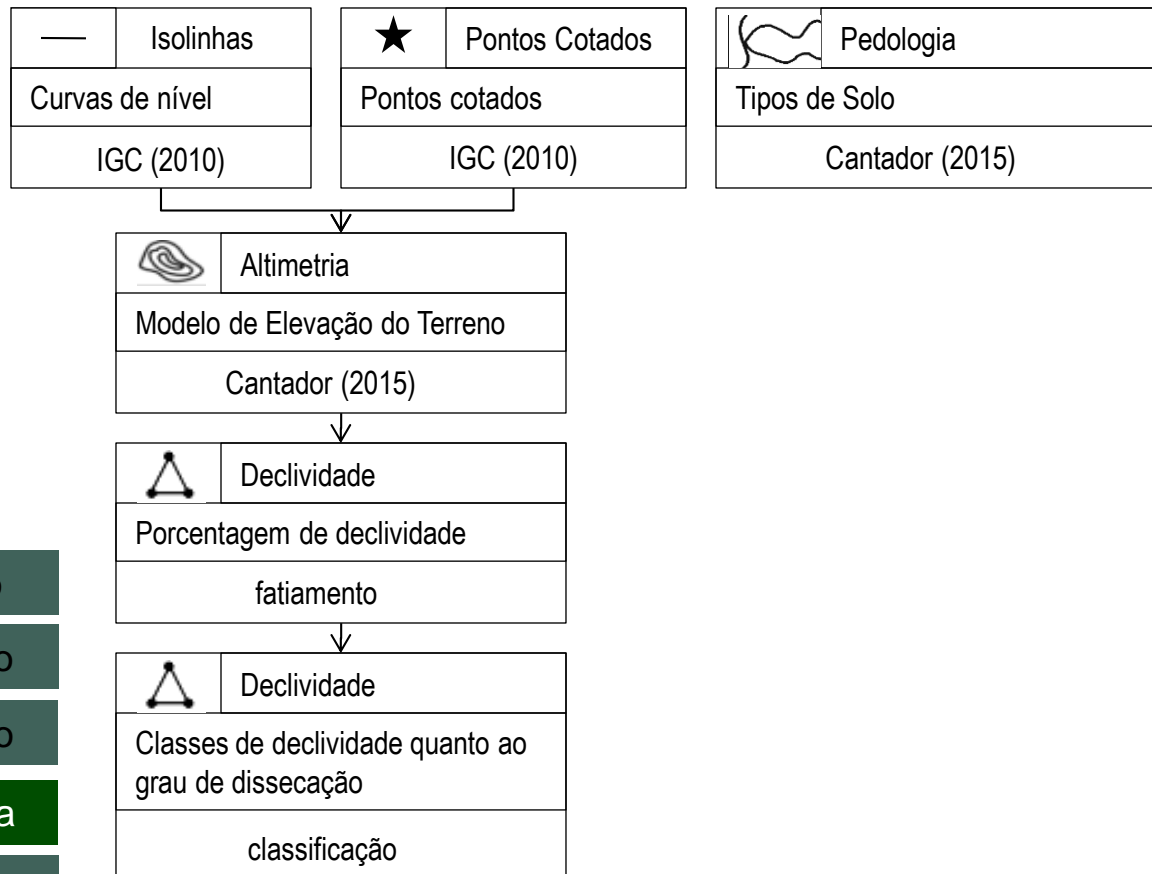 Isolinhas
Curvas de nível
IGC (2010)
Pontos Cotados
Pontos cotados
IGC (2010)
Pedologia
Tipos de Solo
Cantador (2015)
Altimetria
Modelo de Elevação do Terreno
Cantador (2015)
Declividade
Porcentagem de declividade
fatiamento
Declividade
Classes de declividade quanto ao
grau de dissecação
classificação